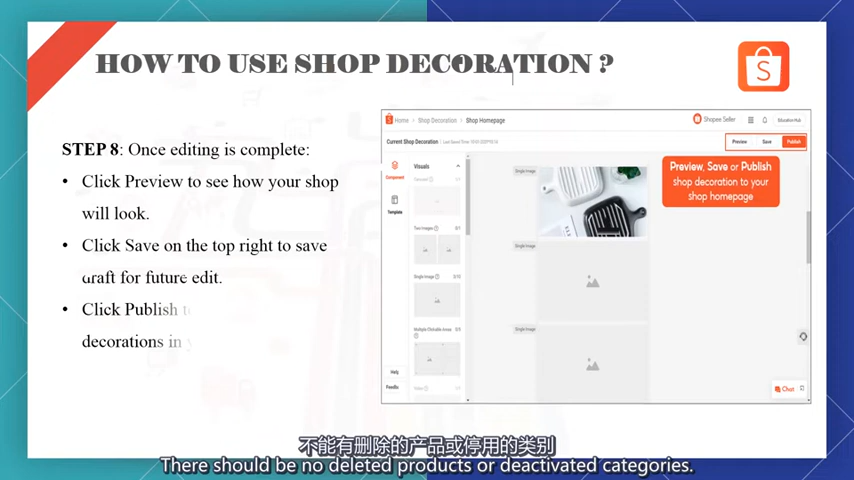 HOW TO USE SHOP DECORATION ?
S
STEP 8: Once editing is complete:
• Click Preview to see how your shop
will look.
• Click Save on the top right to save
draft for future edit.
• Click Publish
decorations in
Home > Shop Decoration > Shop Homepage
Shopee Seller
Education Hub
Current Shop Decoration
Preview
Save
Publish
Component
Template
Visuals
Two Images
Single Image
Multiple Clickable Areas
Single Image
Single Image
Single Image
Preview, Save or Publish
shop decoration to your
shop homepage
Help
Chat
不能有删除的产品或停用的类别
There should be no deleted products or deactivated categories.